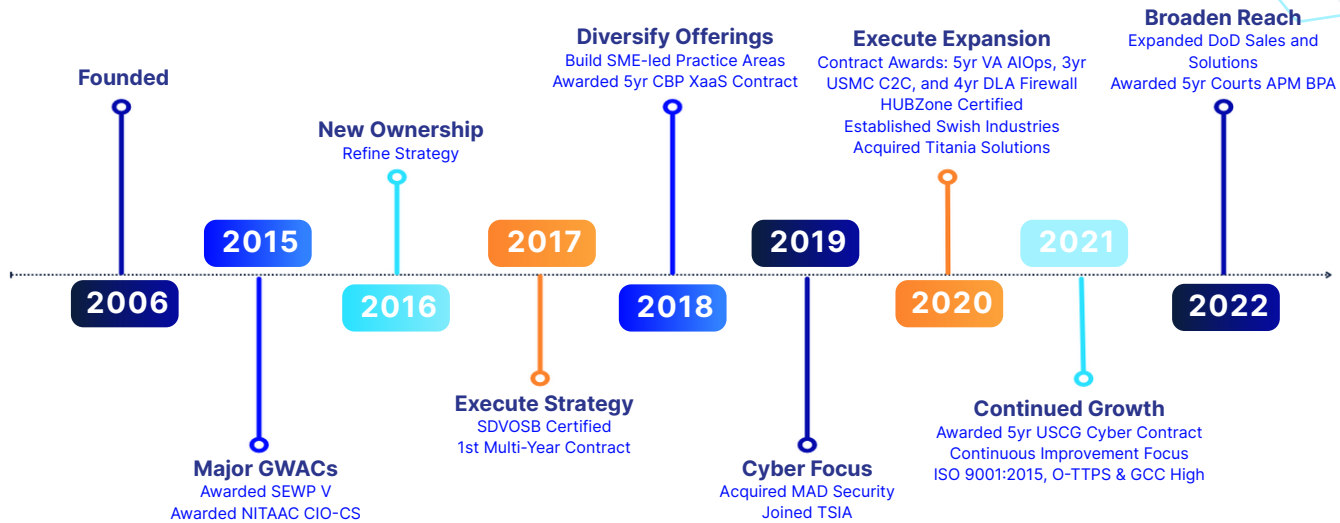 Founded
2006
2015
Major GWACs
Awarded SEWP V
Awarded NITAAC CIO-CS
New Ownership
Refine Strategy
2016
2017
Execute Strategy
SDVOSB Certified
1st Multi-Year Contract
Diversify Offerings
Build SME-led Practice Areas
Awarded 5yr CBP XaaS Contract
2018
2019
Cyber Focus
Acquired MAD Security
Joined TSIA
Execute Expansion
Contract Awards: 5yr VA AIOps, 3yr
USMC C2C, and 4yr DLA Firewall
HUBZone Certified
Established Swish Industries
Acquired Titania Solutions
2020
2021
Continued Growth
Awarded 5yr USCG Cyber Contract
Continuous Improvement Focus
ISO 9001:2015, O-TTPS & GCC High
Broaden Reach
Expanded DoD Sales and
Solutions
Awarded 5yr Courts APM BPA
2022